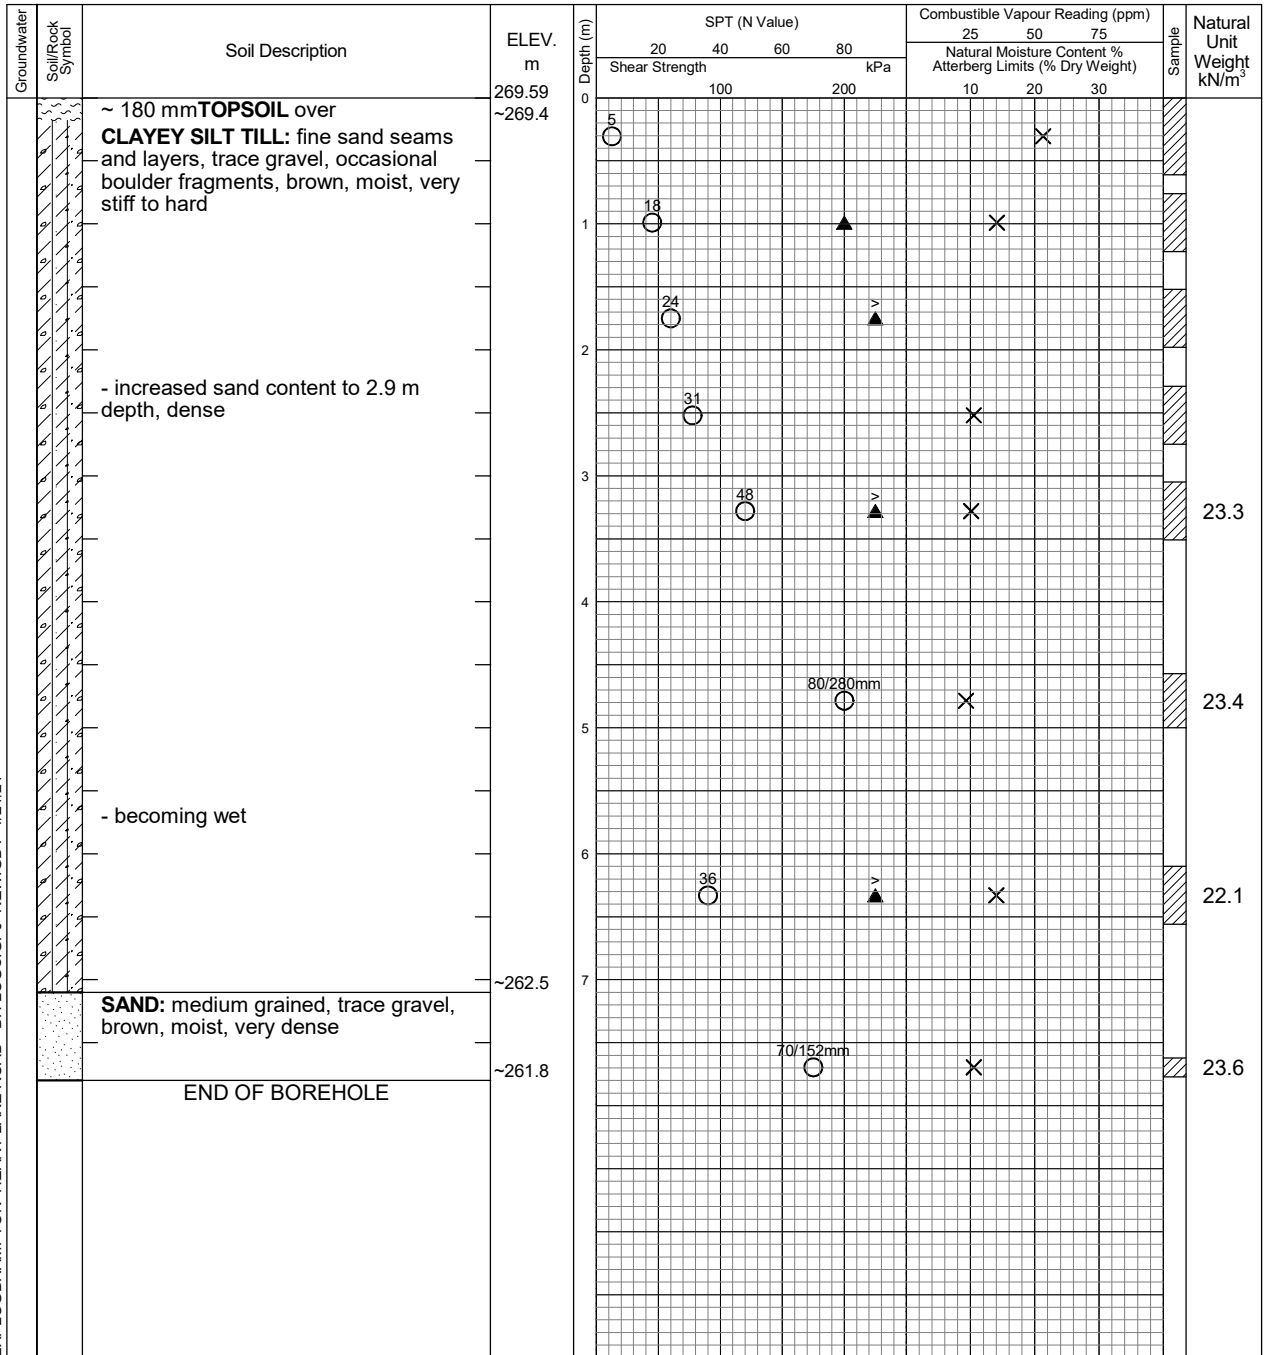 Groundwater
Soil/Rock
Symbol
Soil Description
ELEV.
m
269.59
Depth (m)
SPT (N Value)
20 40 60 80
Shear Strength kPa
100 200
Combustible Vapour Reading (ppm)
25 50 75
Natural Moisture Content %
Atterberg Limits (% Dry Weight)
10 20 30
Sample
Natural
Unit
Weight
kN/m3
0
~ 180 mmTOPSOIL over
~269.4
CLAYEY SILT TILL: fine sand seams
and layers, trace gravel, occasional
boulder fragments, brown, moist, very
stiff to hard
5
18
1
24
>
2
- increased sand content to 2.9 m
depth, dense
31
3
48
>
23.3
4
80/280mm
23.4
5
- becoming wet
6
36
>
22.1
7
~262.5
SAND: medium grained, trace gravel,
brown, moist, very dense
70/152mm
23.6
~261.8
END OF BOREHOLE